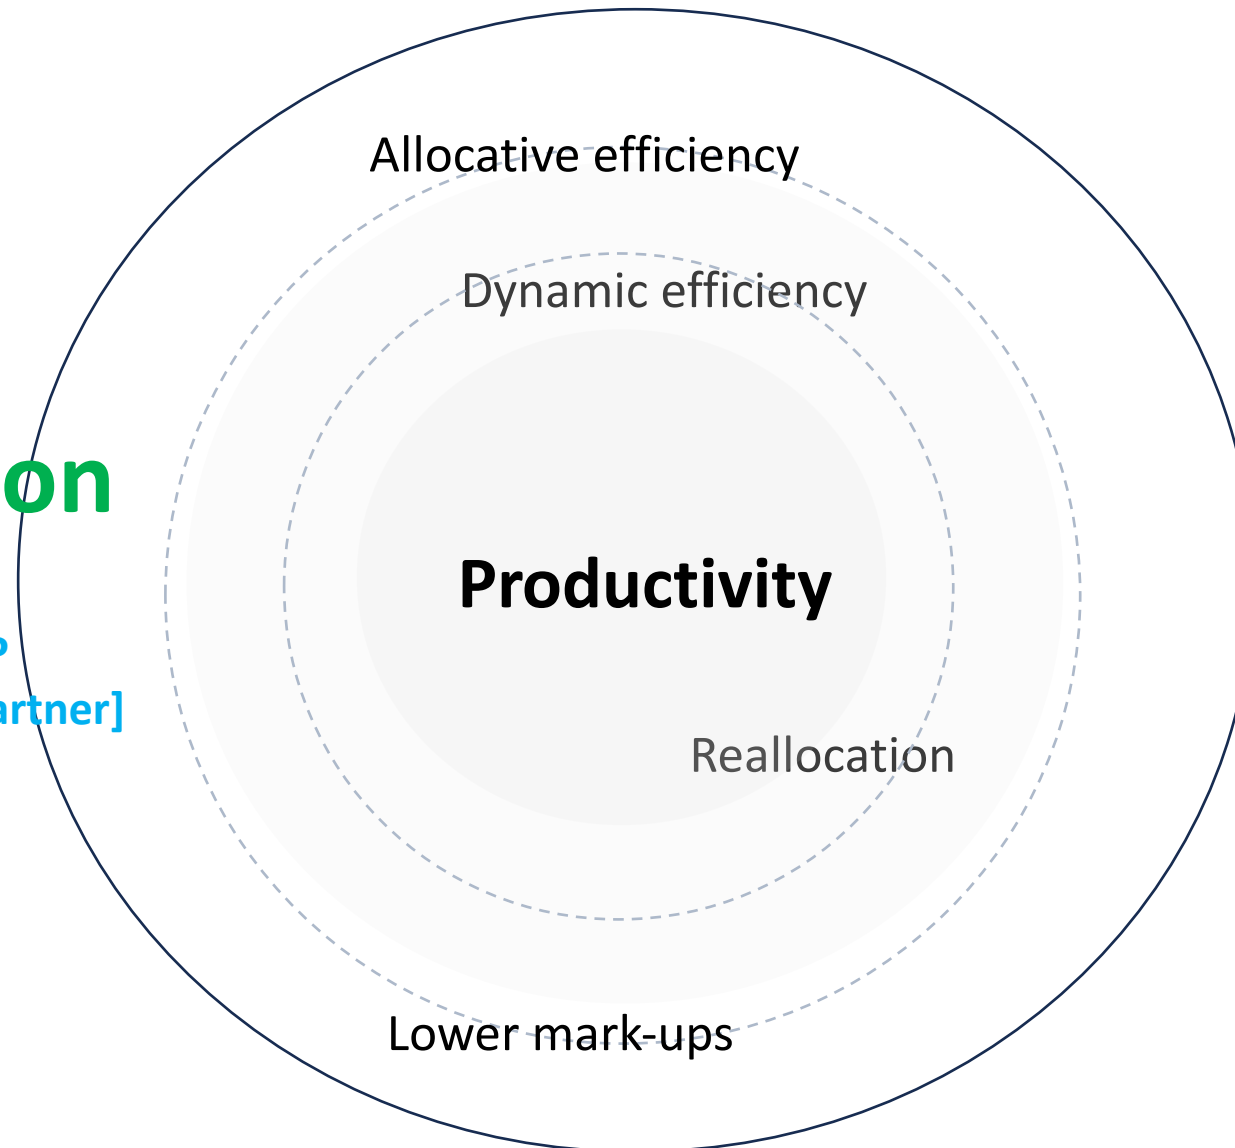 Allocative efficiency
Dynamic efficiency
on
Productivity
artner]
Reallocation
Lower mark-ups